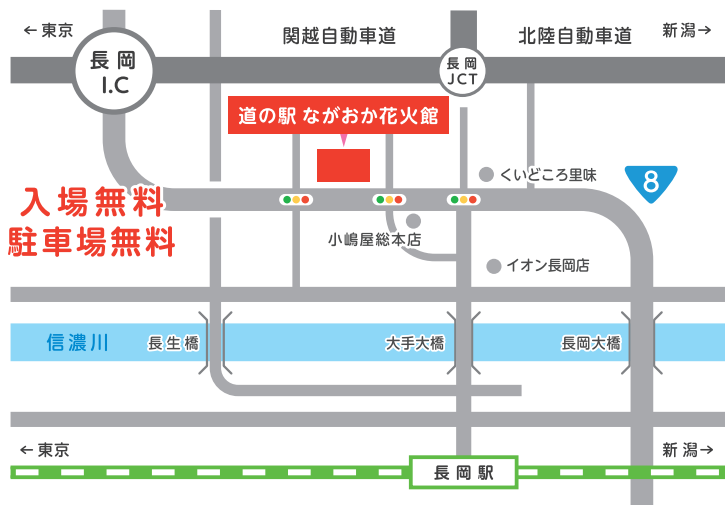 ←東京
関越自動車道
北陸自動車道
新潟→
長岡
I.C
長岡
JCT
道の駅 ながおか花火館
くいどころ里味
8
入場無料
駐車場無料
小嶋屋総本店
イオン長岡店
信濃川
長生橋
大手大橋
長岡大橋
←東京
新潟→
長岡駅